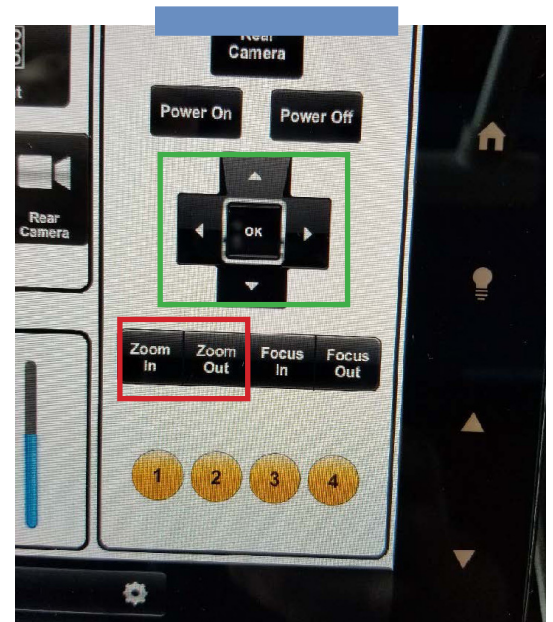 Rear
Camera
Power On
Power Off
OK
Rear
Camera
Zoom
In
Zoom
Out
Focus
In
Focus
Out
1
2
3
4